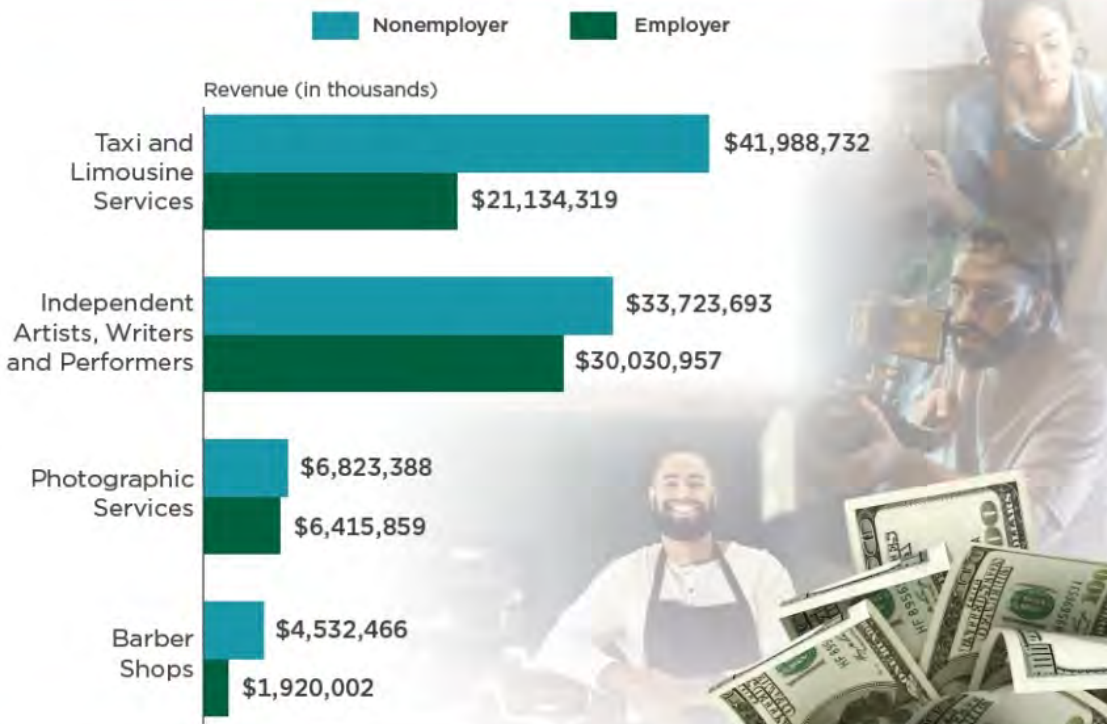 Nonemployer Employer
Revenue (in thousands)
Taxi and
Limousine
Services
$41,988,732
$21,134,319
Independent
Artists, Writers
and Performers
$33,723,693
$30,030,957
Photographic
Services
$6,823,388
$6,415,859
Barber
Shops
$4,532,466
$1,920,002